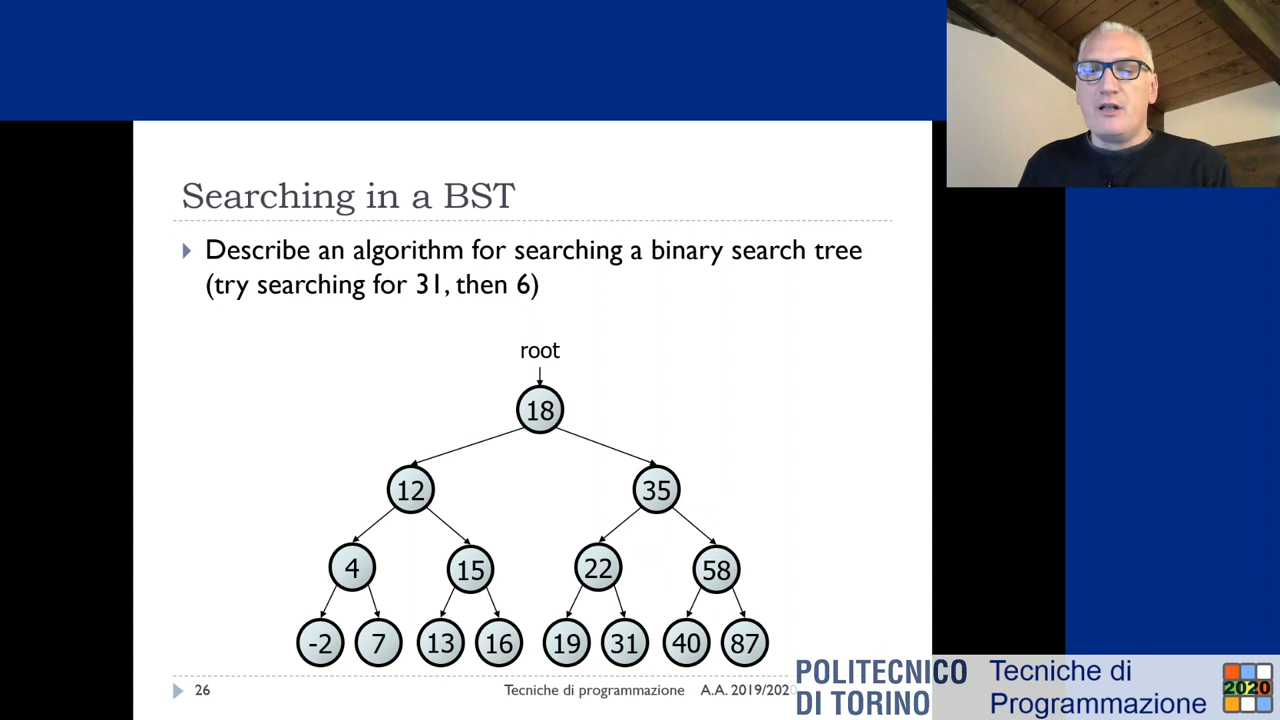 Searching in a BST
Describe an algorithm for searching a binary search tree
(try searching for 31, then 6)
root
18
12 35
4 15 22 58
-2 7 13 16 19 31 40 87
26 Tecniche di programmazione A.A. 2019/2020
POLITECNICO
DI TORINO
Tecniche di
Programmazione
2020